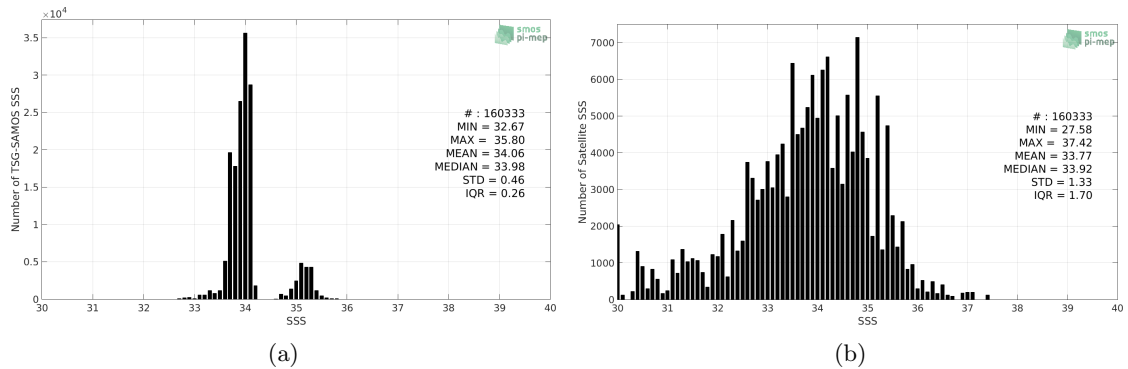 ×10⁴
3.5
3
2.5
2
1.5
1
0.5
0
30 31 32 33 34 35 36 37 38 39 40
SSS
Number of TSG-SAMOS SSS
smos
pi-mep
# : 160333
MIN = 32.67
MAX = 35.80
MEAN = 34.06
MEDIAN = 33.98
STD = 0.46
IQR = 0.26
(a)
7000
6000
5000
4000
3000
2000
1000
0
30 31 32 33 34 35 36 37 38 39 40
SSS
Number of Satellite SSS
smos
pi-mep
# : 160333
MIN = 27.58
MAX = 37.42
MEAN = 33.77
MEDIAN = 33.92
STD = 1.33
IQR = 1.70
(b)